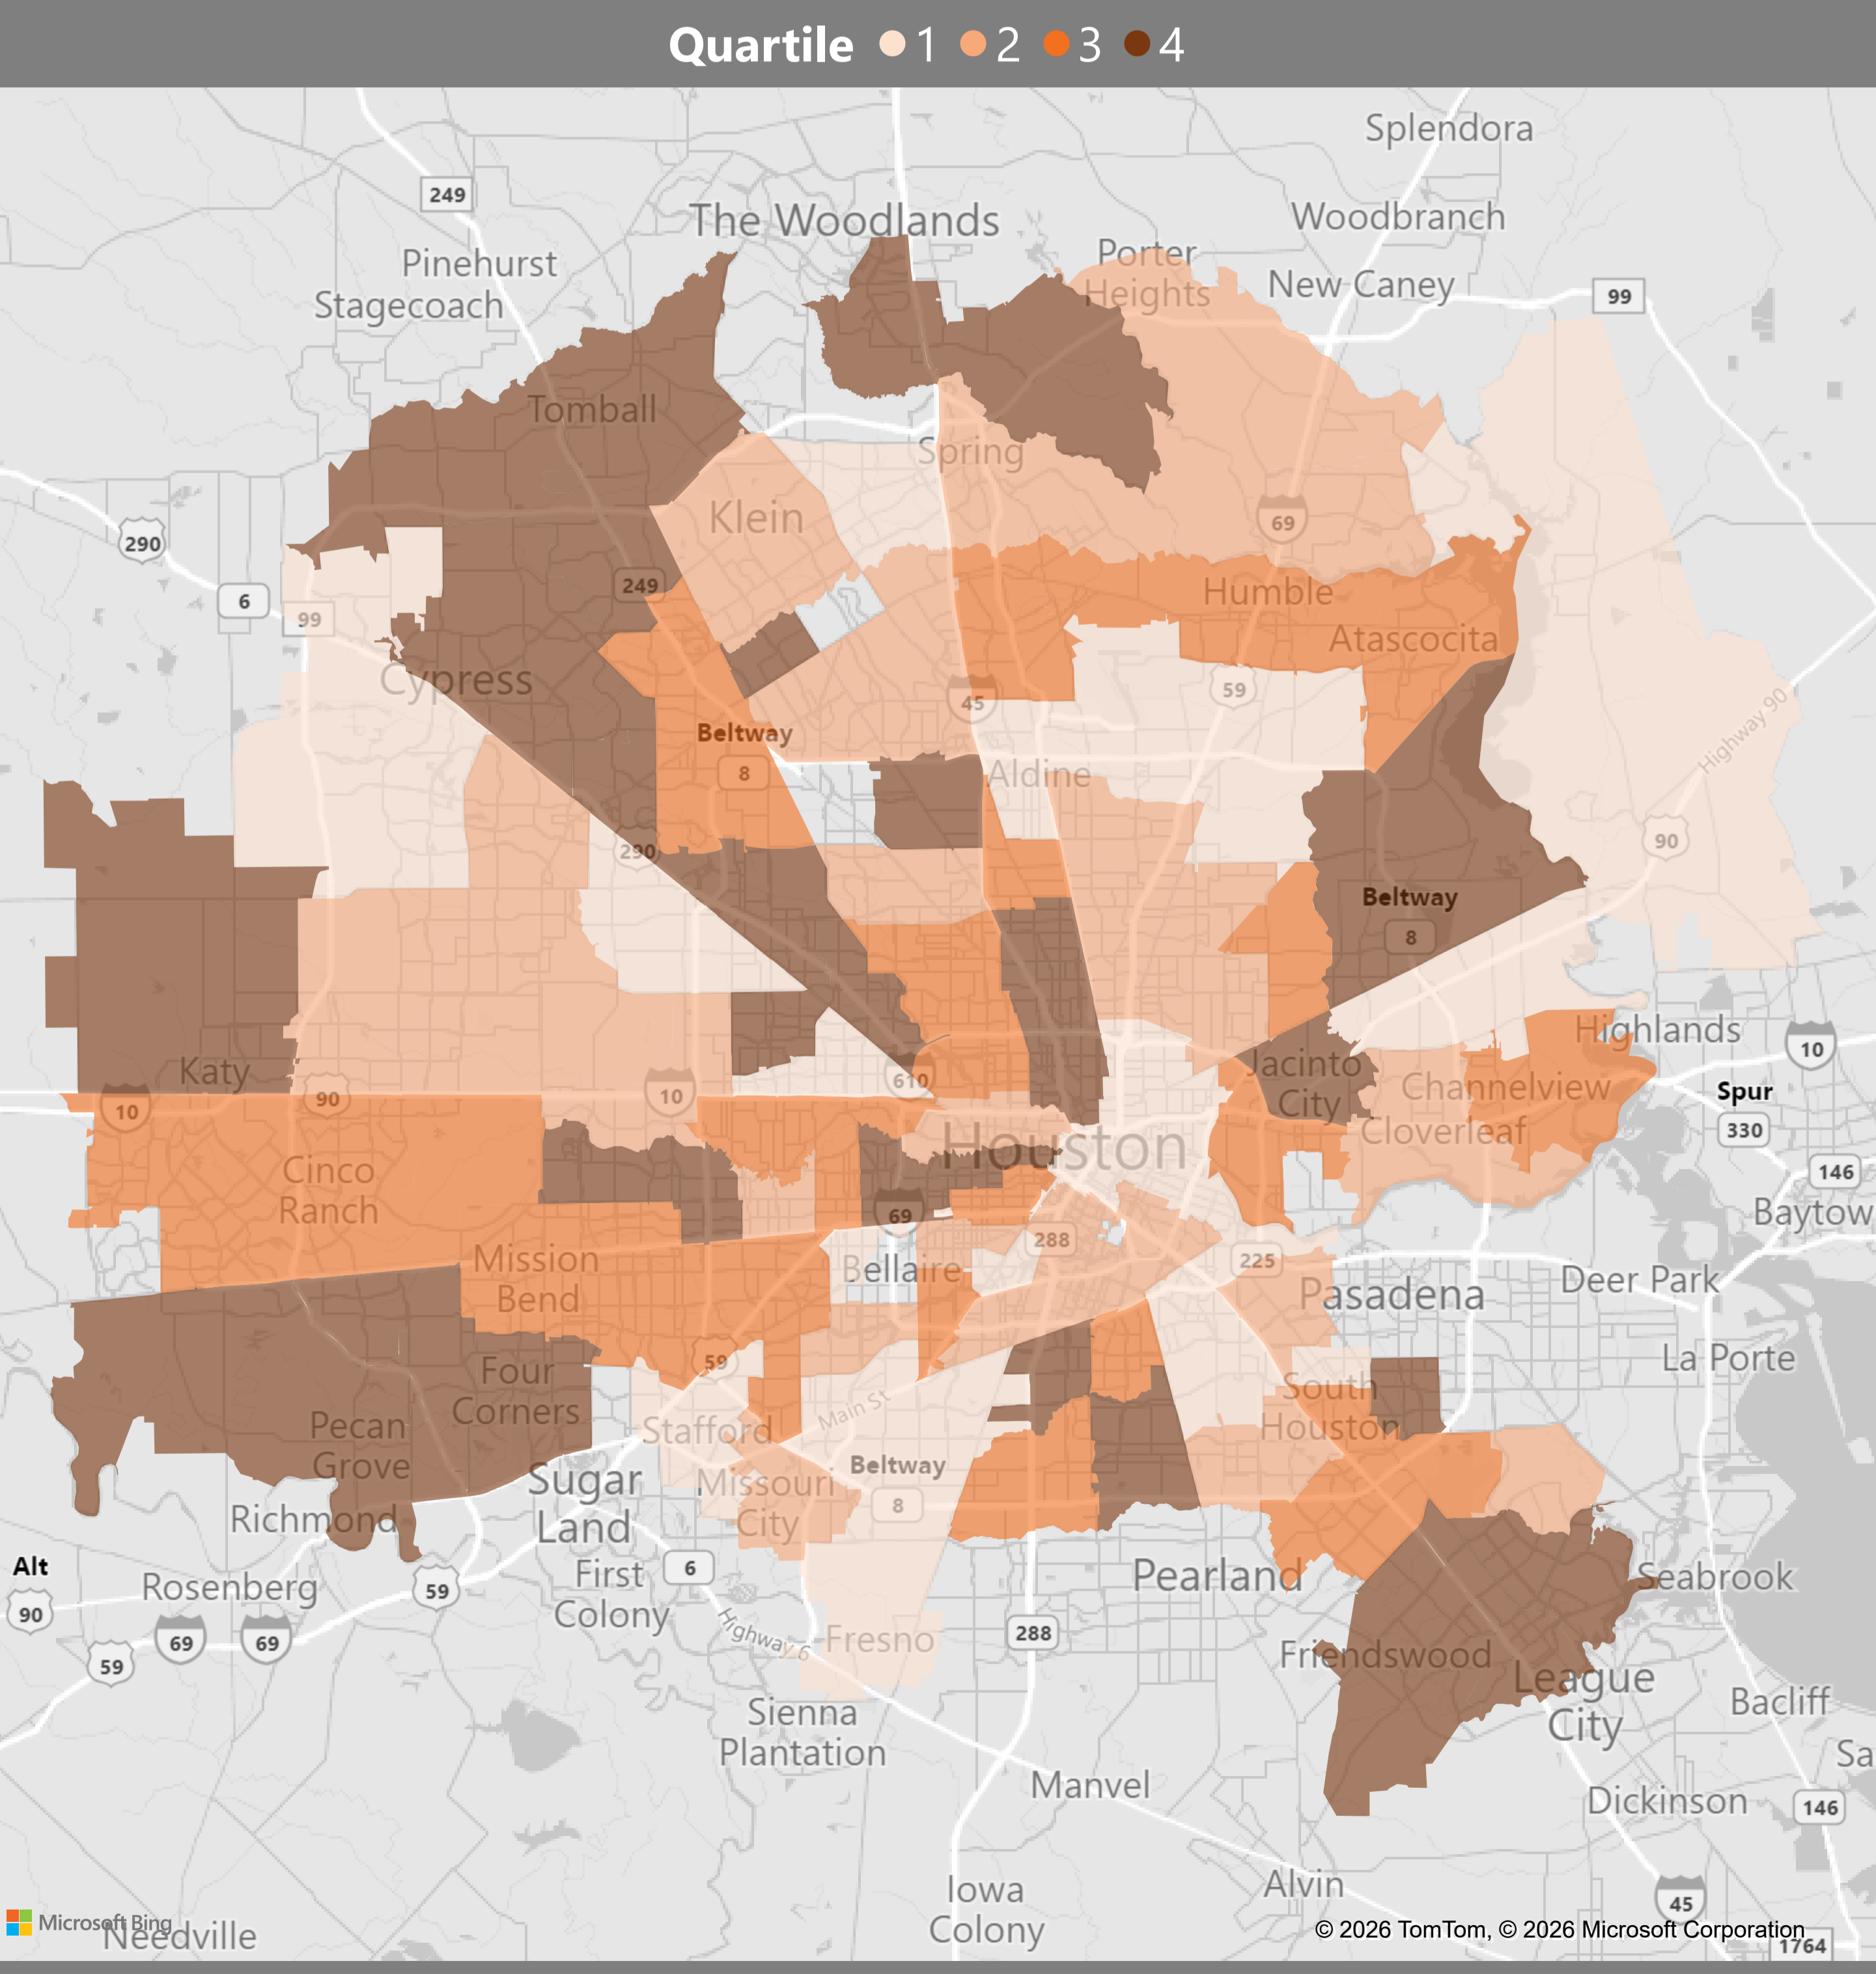 Quartile 1 2 3 4
Splendora
249
The Woodlands
Woodbranch
Pinehurst
Porter
Heights
New Caney
Stagecoach
99
Tomball
Spring
Klein
69
290
249
6
Humble
99
Atascocita
Cypress
59
45
Beltway
8
Highway 90
Aldine
90
290
Beltway
8
Highlands
Katy
Jacinto
City
10
610
10
90
10
Channelview
Spur
330
Cloverleaf
Houston
146
Cinco
Ranch
69
Baytow
288
225
Mission
Bend
Bellaire
Deer Park
Pasadena
59
La Porte
Four
Corners
South
Houston
Main St
Pecan
Grove
Stafford
Beltway
8
Sugar
Land
Missouri
City
Richmond
Alt
90
6
First
Colony
Pearland
Seabrook
Rosenberg
59
69
69
59
Highway 6
Fresno
288
Friendswood
League
City
Bacliff
Sienna
Plantation
Sa
Manvel
Dickinson
146
Alvin
Iowa
Colony
45
Microsoft Bing
Needville
© 2026 TomTom, © 2026 Microsoft Corporation
1764